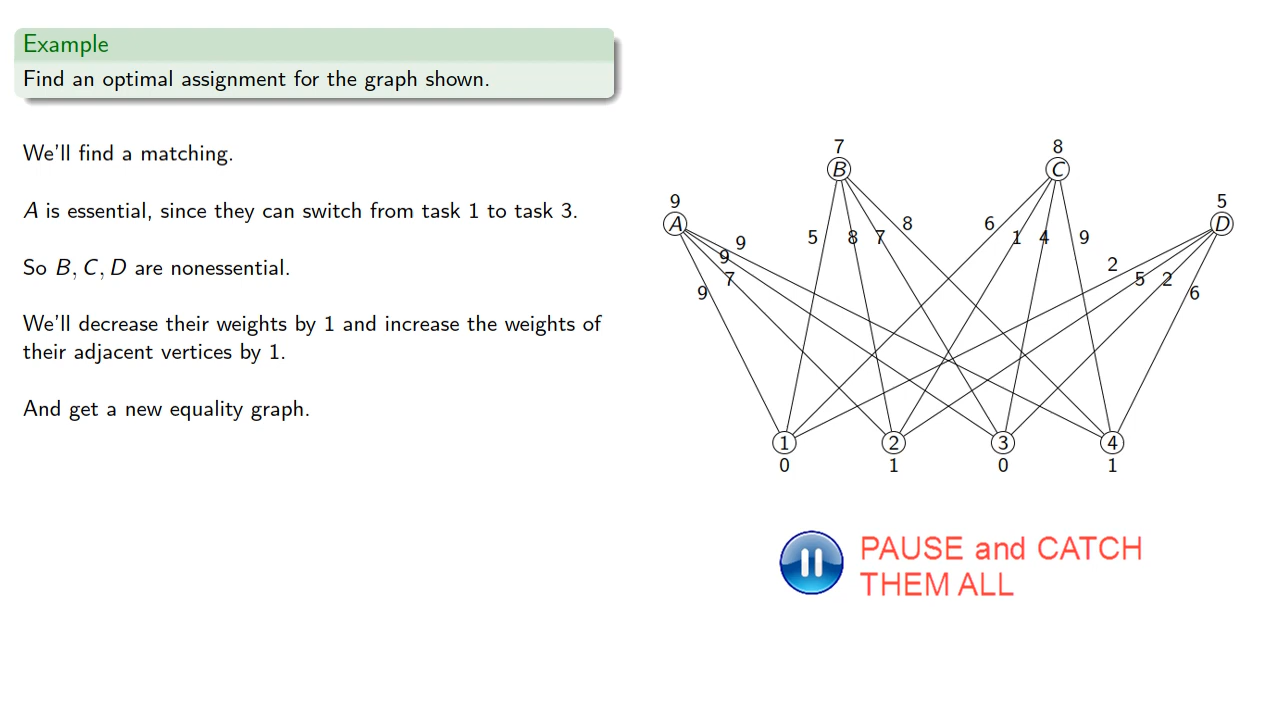 Example
Find an optimal assignment for the graph shown.
We'll find a matching.
A is essential, since they can switch from task 1 to task 3.
So B, C, D are nonessential.
We'll decrease their weights by 1 and increase the weights of
their adjacent vertices by 1.
And get a new equality graph.
7 8
B C
9 5
A D
9 5 8 7 8 6 1 4 9 2
9 7 9 5 2 6
1 2 3 4
0 1 0 1
PAUSE and CATCH
THEM ALL